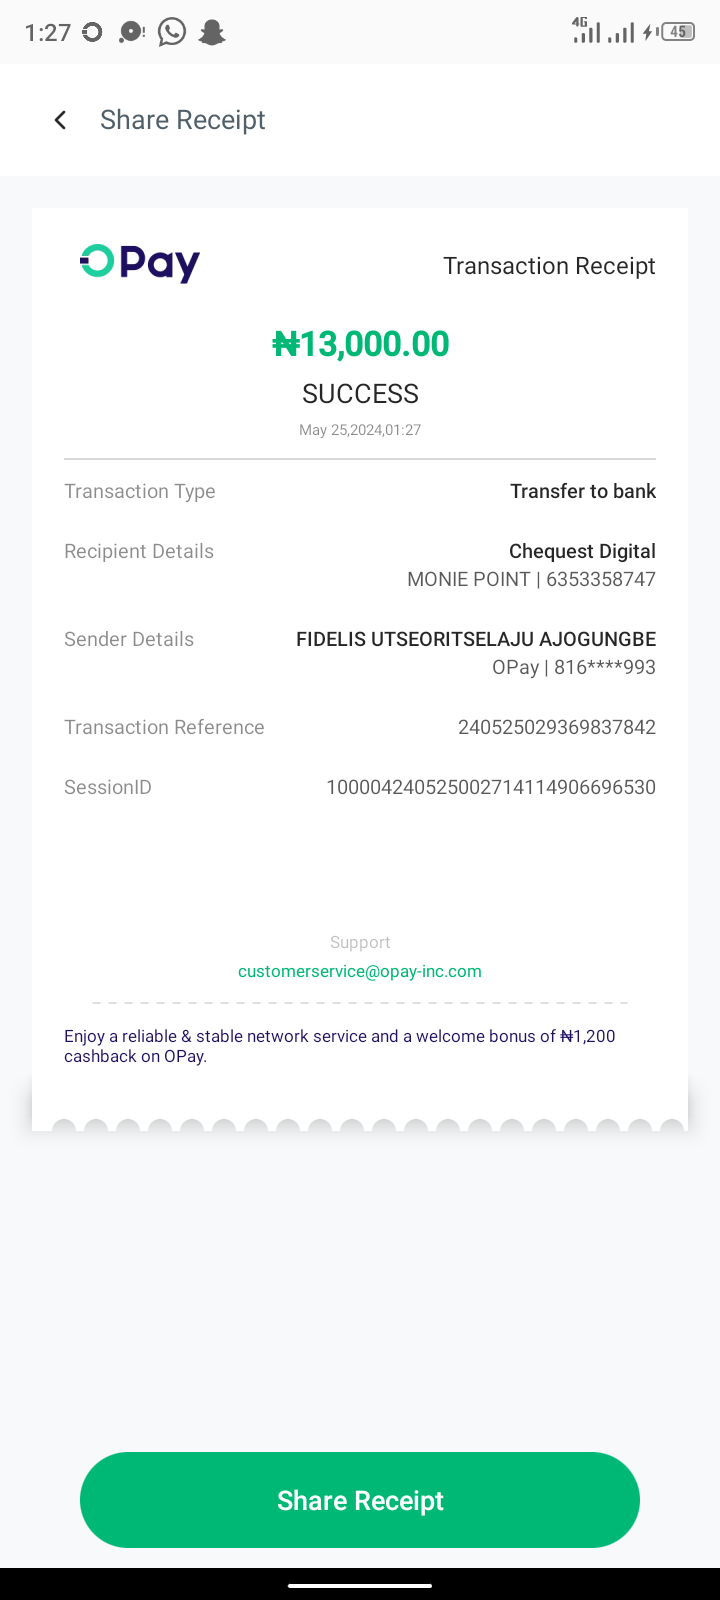 1:27 4G 45
Share Receipt
OPay Transaction Receipt
₦13,000.00
SUCCESS
May 25,2024,01:27
Transaction Type Transfer to bank
Recipient Details Chequest Digital
MONIE POINT | 6353358747
Sender Details FIDELIS UTSEORITSELAJU AJOGUNGBE
OPay | 816****993
Transaction Reference 240525029369837842
SessionID 100004240525002714114906696530
Support
customerservice@opay-inc.com
Enjoy a reliable & stable network service and a welcome bonus of ₦1,200
cashback on OPay.
Share Receipt